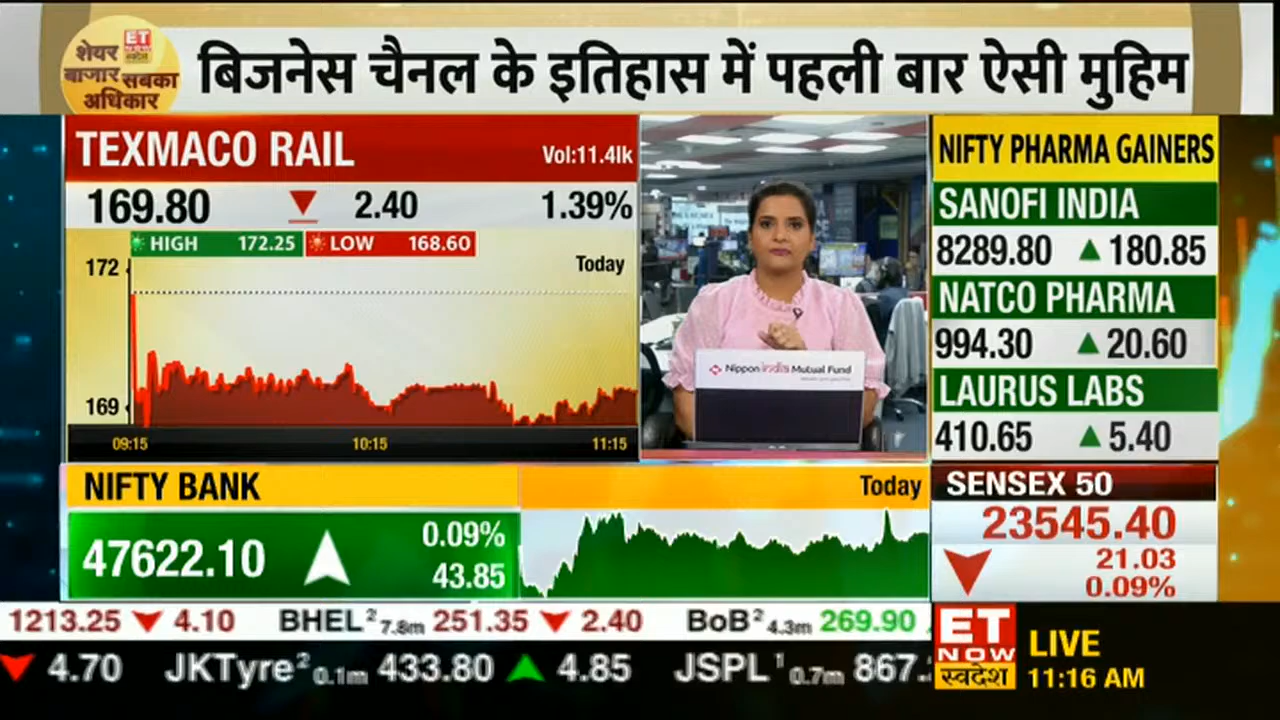 शेयर
बाजार सबका
अधिकार
ET
NOW
स्वदेश
बिजनेस चैनल के इतिहास में पहली बार ऐसी मुहिम
TEXMACO RAIL Vol:11.4lk
169.80 ▼ 2.40 1.39%
HIGH 172.25 LOW 168.60
Today
172
169
09:15 10:15 11:15
Nippon india Mutual Fund
NIFTY PHARMA GAINERS
SANOFI INDIA
8289.80 ▲ 180.85
NATCO PHARMA
994.30 ▲ 20.60
LAURUS LABS
410.65 ▲ 5.40
NIFTY BANK Today
47622.10 ▲ 0.09%
43.85
SENSEX 50
23545.40
▼ 21.03
0.09%
1213.25 ▼ 4.10 BHEL² 7.8m 251.35 ▼ 2.40 BoB² 4.3m 269.90
▼ 4.70 JKTyre² 0.1m 433.80 ▲ 4.85 JSPL¹ 0.7m 867.
ET
NOW
स्वदेश
LIVE
11:16 AM